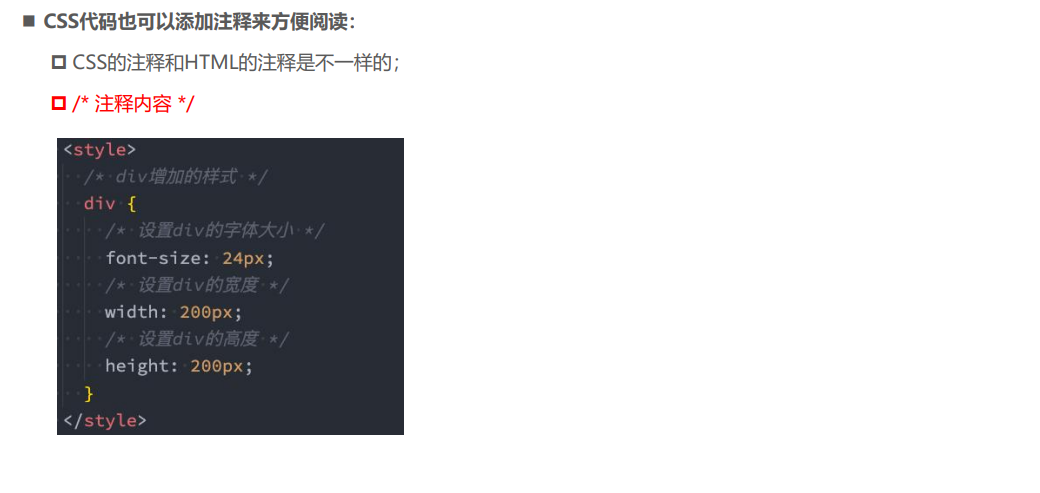 CSS代码也可以添加注释来方便阅读：
CSS的注释和HTML的注释是不一样的；
/* 注释内容 */
<style>
/* div增加的样式 */
div {
/* 设置div的字体大小 */
font-size: 24px;
/* 设置div的宽度 */
width: 200px;
/* 设置div的高度 */
height: 200px;
}
</style>